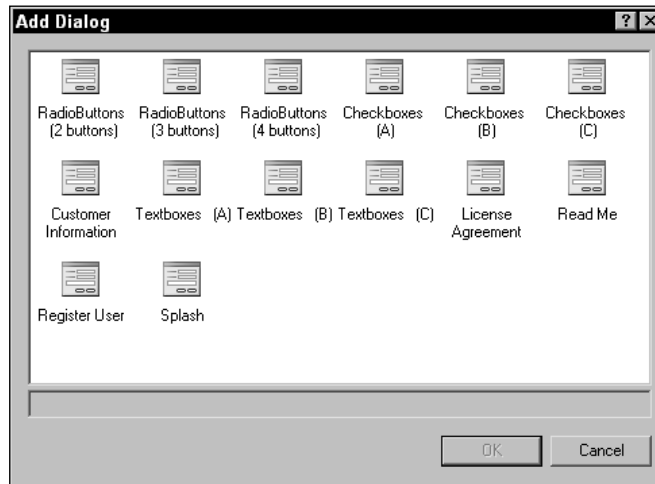 Add Dialog
RadioButtons RadioButtons RadioButtons Checkboxes Checkboxes Checkboxes
(2 buttons) (3 buttons) (4 buttons) (A) (B) (C)
Customer Textboxes (A) Textboxes (B) Textboxes (C) License Read Me
Information Agreement
Register User Splash
OK Cancel